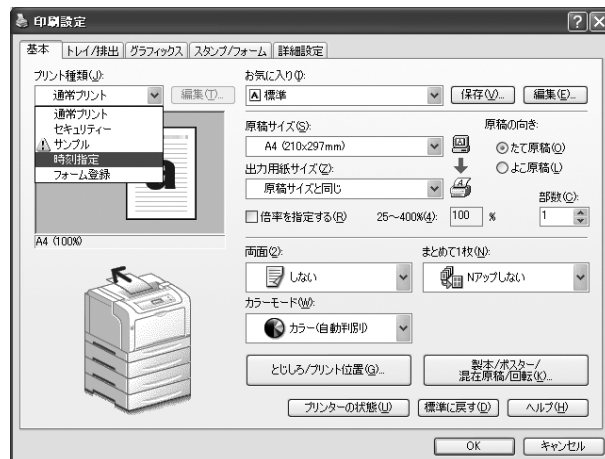 印刷設定
基本 トレイ/排出 グラフィックス スタンプ/フォーム 詳細設定
プリント種類(J):
通常プリント 編集(T)...
通常プリント
セキュリティー
サンプル
時刻指定
フォーム登録
a
A4 (100%)
お気に入り(I):
A 標準 保存(V)... 編集(E)...
原稿サイズ(S): 原稿の向き:
A4 (210x297mm) たて原稿(O)
出力用紙サイズ(Z): よこ原稿(L)
原稿サイズと同じ 部数(C):
倍率を指定する(R) 25~400%(4): 100 % 1
両面(2): まとめて1枚(N):
しない Nアップしない
カラーモード(W):
カラー(自動判別)
とじしろ/プリント位置(G)... 製本/ポスター/
混在原稿/回転(K)...
プリンターの状態(U) 標準に戻す(D) ヘルプ(H)
OK キャンセル